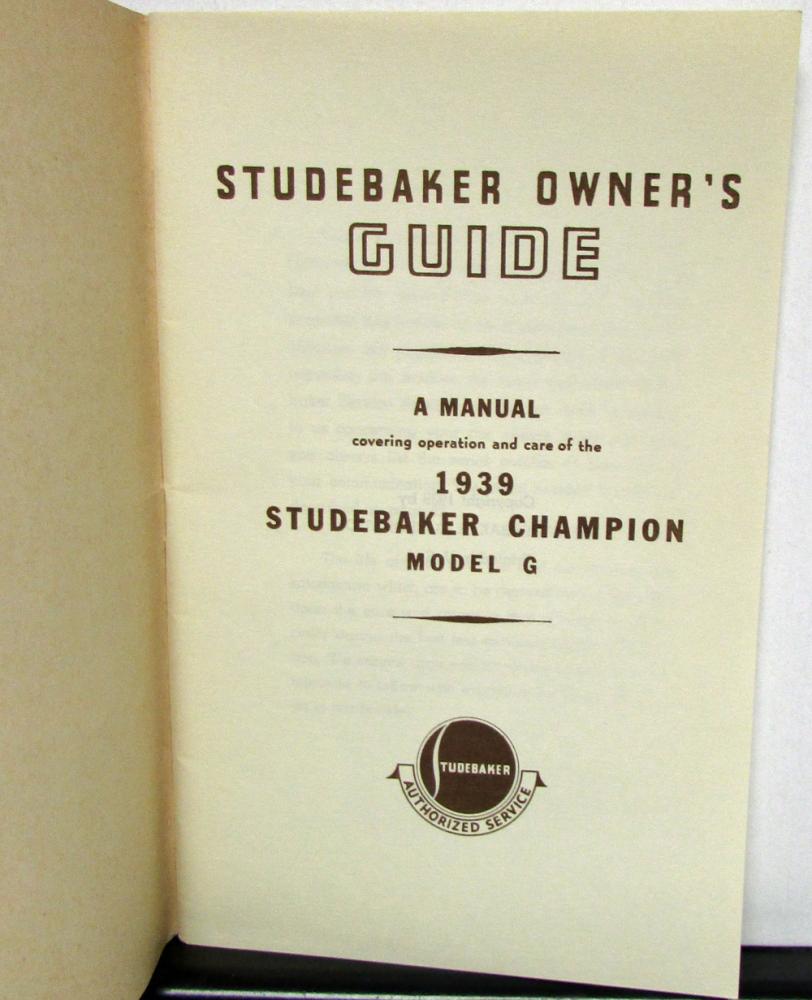 STUDEBAKER OWNER'S
GUIDE
A MANUAL
covering operation and care of the
1939
STUDEBAKER CHAMPION
MODEL G
STUDEBAKER
AUTHORIZED SERVICE